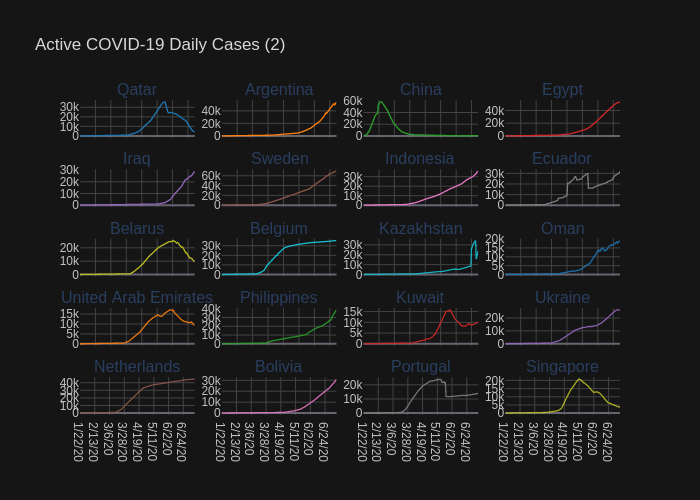 Active COVID-19 Daily Cases (2)
Qatar Argentina China Egypt
30k 20k 10k 0 40k 20k 0 60k 40k 20k 0 40k 20k 0
Iraq Sweden Indonesia Ecuador
30k 20k 10k 0 60k 40k 20k 0 30k 20k 10k 0 30k 20k 10k 0
Belarus Belgium Kazakhstan Oman
20k 10k 0 30k 20k 10k 0 30k 20k 10k 0 20k 15k 10k 5k 0
United Arab Emirates Philippines Kuwait Ukraine
15k 10k 5k 0 40k 30k 20k 10k 0 15k 10k 5k 0 20k 10k 0
Netherlands Bolivia Portugal Singapore
40k 30k 20k 10k 0 30k 20k 10k 0 20k 10k 0 20k 15k 10k 5k 0
1/22/20 2/13/20 3/6/20 3/28/20 4/19/20 5/11/20 6/2/20 6/24/20 1/22/20 2/13/20 3/6/20 3/28/20 4/19/20 5/11/20 6/2/20 6/24/20 1/22/20 2/13/20 3/6/20 3/28/20 4/19/20 5/11/20 6/2/20 6/24/20 1/22/20 2/13/20 3/6/20 3/28/20 4/19/20 5/11/20 6/2/20 6/24/20